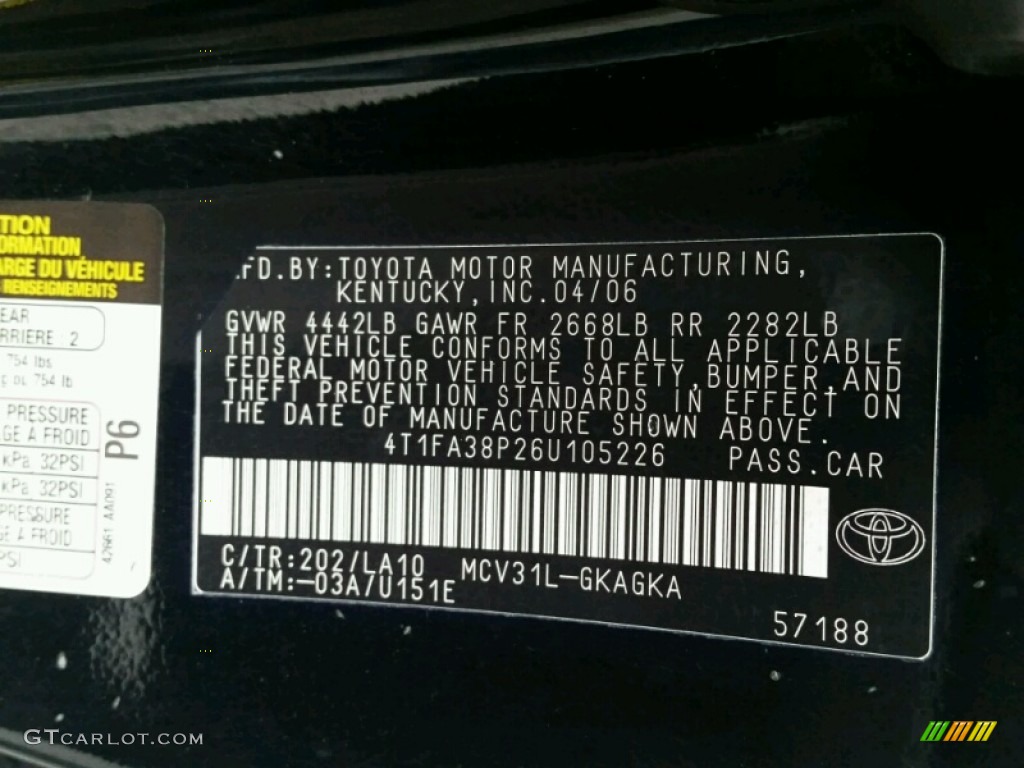 TION
ORMATION
ARGE DU VÉHICULE
RENSEIGNEMENTS
EAR
RRIERE : 2
754 lbs
754 lb
PRESSURE
GE À FROID
kPa, 32PSI
kPa, 32PSI
PRESSURE
GE À FROID
PSI
P6
42661 AA091
.FD.BY:TOYOTA MOTOR MANUFACTURING,
KENTUCKY,INC.04/06
GVWR 4442LB GAWR FR 2668LB RR 2282LB
THIS VEHICLE CONFORMS TO ALL APPLICABLE
FEDERAL MOTOR VEHICLE SAFETY,BUMPER,AND
THEFT PREVENTION STANDARDS IN EFFECT ON
THE DATE OF MANUFACTURE SHOWN ABOVE.
4T1FA38P26U105226 PASS.CAR
C/TR:202/LA10 MCV31L-GKAGKA
A/TM:-03A/U151E
57188
GTCARLOT.COM